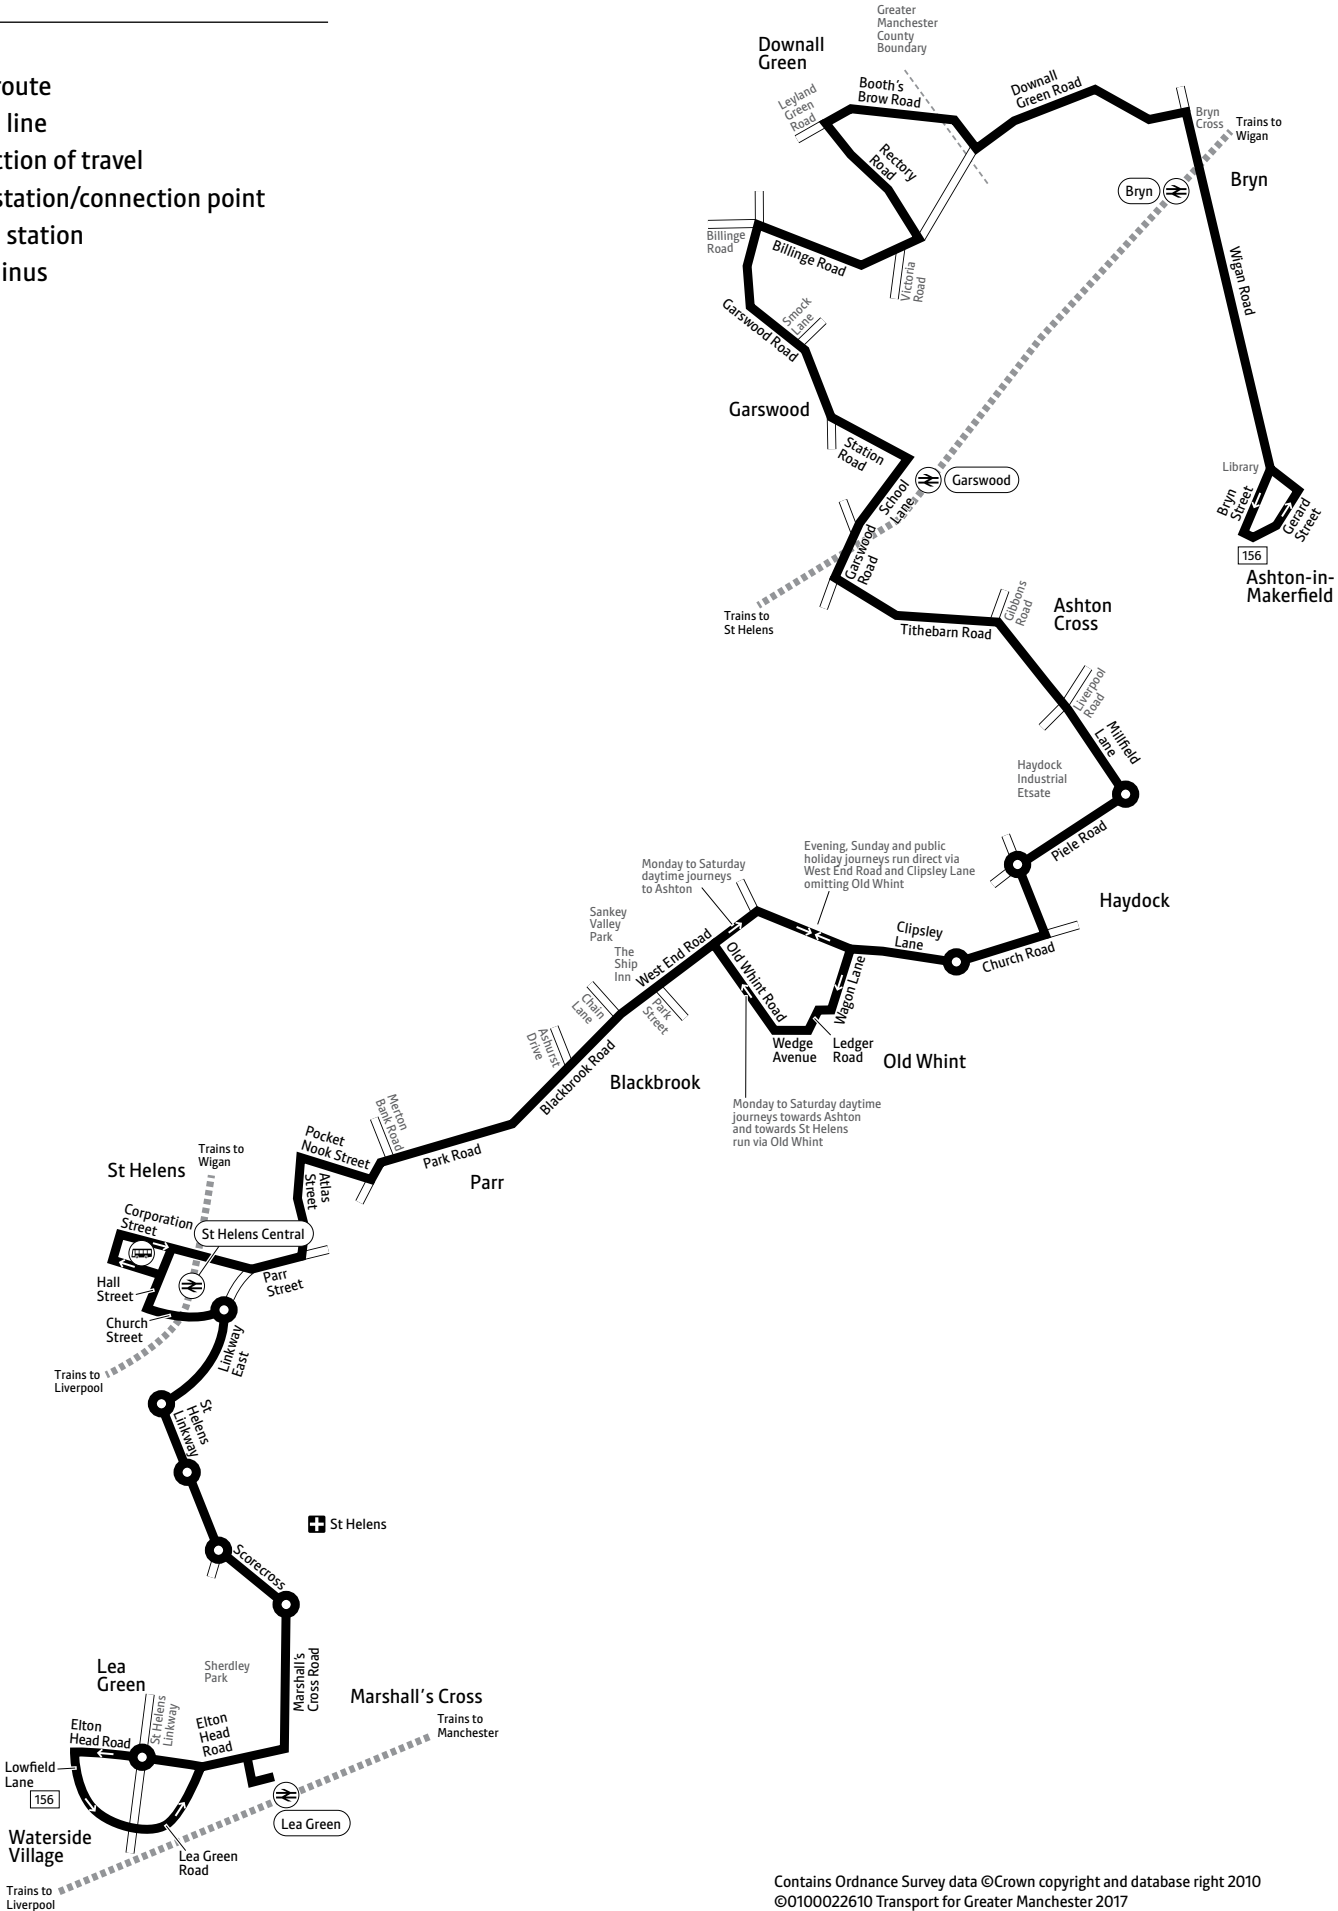 route
line
ction of travel
station/connection point
station
inus
Greater
Manchester
County
Boundary
Downall
Green
Leyland
Green
Road
Booth's
Brow Road
Downall
Green Road
Bryn
Cross
Trains to
Wigan
Bryn
Bryn
Rectory
Road
Billinge
Road
Billinge Road
Victoria
Road
Wigan Road
Garswood Road
Smock
Lane
Garswood
Station
Road
School
Lane
Garswood
Library
Bryn
Street
Gerard
Street
156
Ashton-in-
Makerfield
Garswood
Road
Trains to
St Helens
Tithebarn Road
Gibbons
Road
Ashton
Cross
Liverpool
Road
Millfield
Lane
Haydock
Industrial
Etsate
Piele Road
Haydock
Evening, Sunday and public
holiday journeys run direct via
West End Road and Clipsley Lane
omitting Old Whint
Monday to Saturday
daytime journeys
to Ashton
Sankey
Valley
Park
The
Ship
Inn
West End Road
Clipsley
Lane
Church Road
Old Whint Road
Wagon Lane
Chain
Lane
Park
Street
Wedge
Avenue
Ledger
Road
Old Whint
Ashurst
Drive
Blackbrook Road
Blackbrook
Monday to Saturday daytime
journeys towards Ashton
and towards St Helens
run via Old Whint
Merton
Bank Road
Pocket
Nook Street
Park Road
Parr
Trains to
Wigan
St Helens
Atlas
Street
Corporation
Street
St Helens Central
Hall
Street
Parr
Street
Church
Street
Linkway
East
Trains to
Liverpool
St
Helens
Linkway
St Helens
Scorecross
Lea
Green
Sherdley
Park
Marshall's
Cross Road
Marshall's Cross
Trains to
Manchester
St Helens
Linkway
Elton
Head Road
Elton
Head
Road
Lowfield
Lane
156
Lea Green
Waterside
Village
Lea Green
Road
Trains to
Liverpool
Contains Ordnance Survey data ©Crown copyright and database right 2010
©0100022610 Transport for Greater Manchester 2017